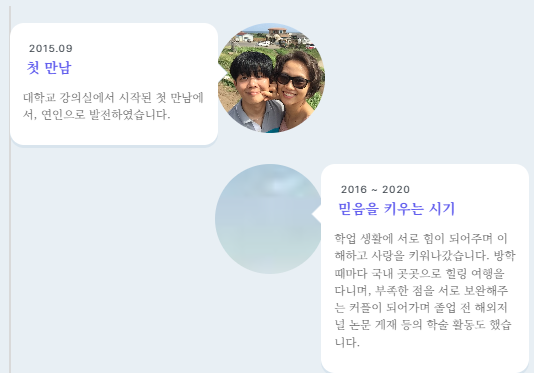 2015.09
첫 만남
대학교 강의실에서 시작된 첫 만남에
서, 연인으로 발전하였습니다.
2016 ~ 2020
믿음을 키우는 시기
학업 생활에 서로 힘이 되어주며 이
해하고 사랑을 키워나갔습니다. 방학
때마다 국내 곳곳으로 힐링 여행을
다니며, 부족한 점을 서로 보완해주
는 커플이 되어가며 졸업 전 해외저
널 논문 게재 등의 학술 활동도 했습
니다.